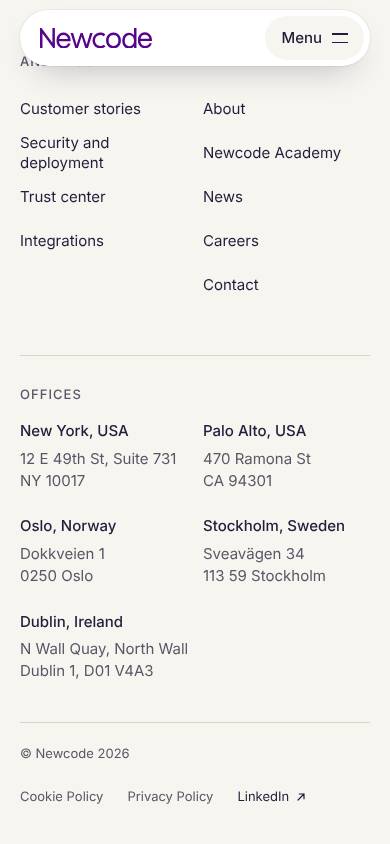 Newcode
Menu
Customer stories
About
Security and
deployment
Newcode Academy
Trust center
News
Integrations
Careers
Contact
OFFICES
New York, USA
12 E 49th St, Suite 731
NY 10017
Palo Alto, USA
470 Ramona St
CA 94301
Oslo, Norway
Dokkveien 1
0250 Oslo
Stockholm, Sweden
Sveavägen 34
113 59 Stockholm
Dublin, Ireland
N Wall Quay, North Wall
Dublin 1, D01 V4A3
© Newcode 2026
Cookie Policy Privacy Policy LinkedIn ↗